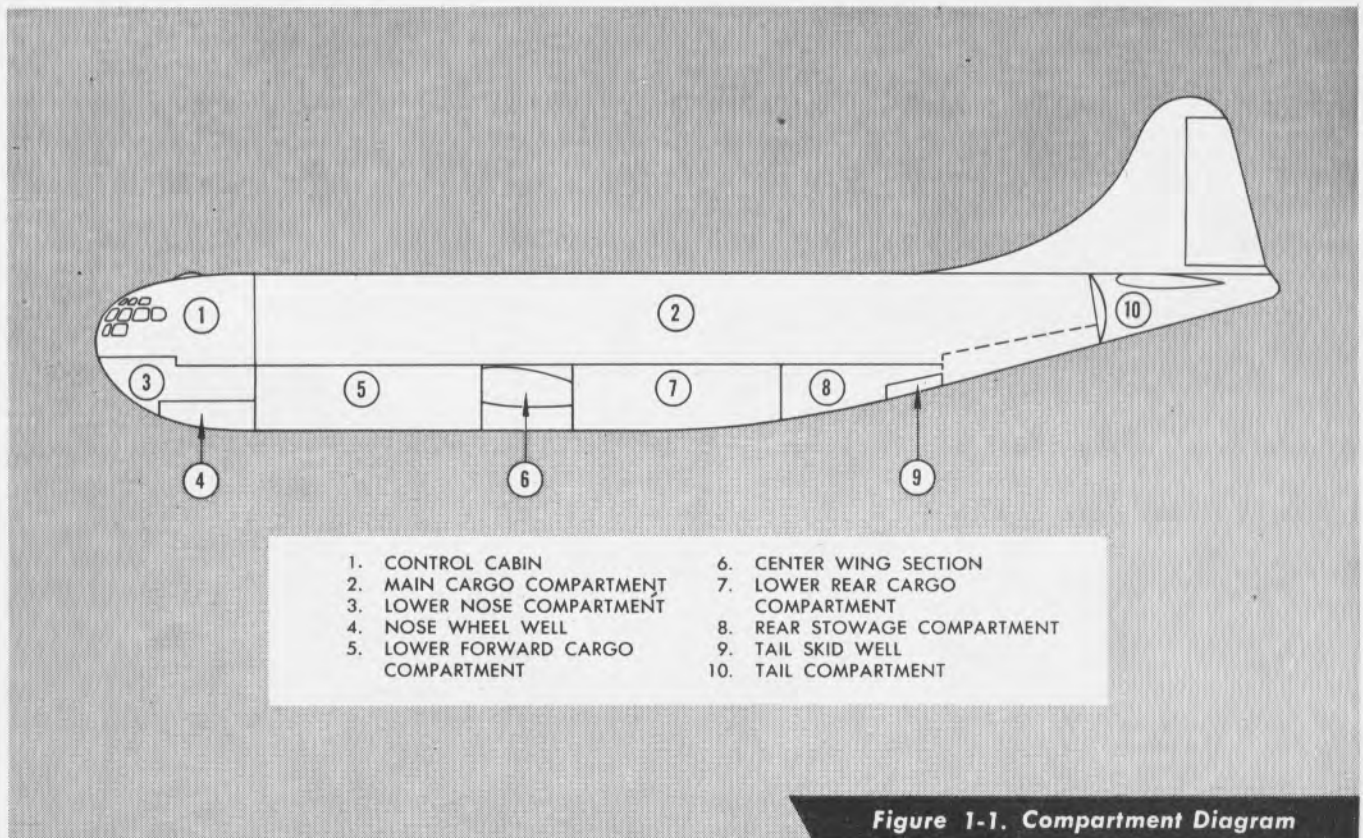 1
2
3
5
7
8
10
4
6
9
1. CONTROL CABIN
2. MAIN CARGO COMPARTMENT
3. LOWER NOSE COMPARTMENT
4. NOSE WHEEL WELL
5. LOWER FORWARD CARGO
COMPARTMENT
6. CENTER WING SECTION
7. LOWER REAR CARGO
COMPARTMENT
8. REAR STOWAGE COMPARTMENT
9. TAIL SKID WELL
10. TAIL COMPARTMENT
Figure 1-1. Compartment Diagram